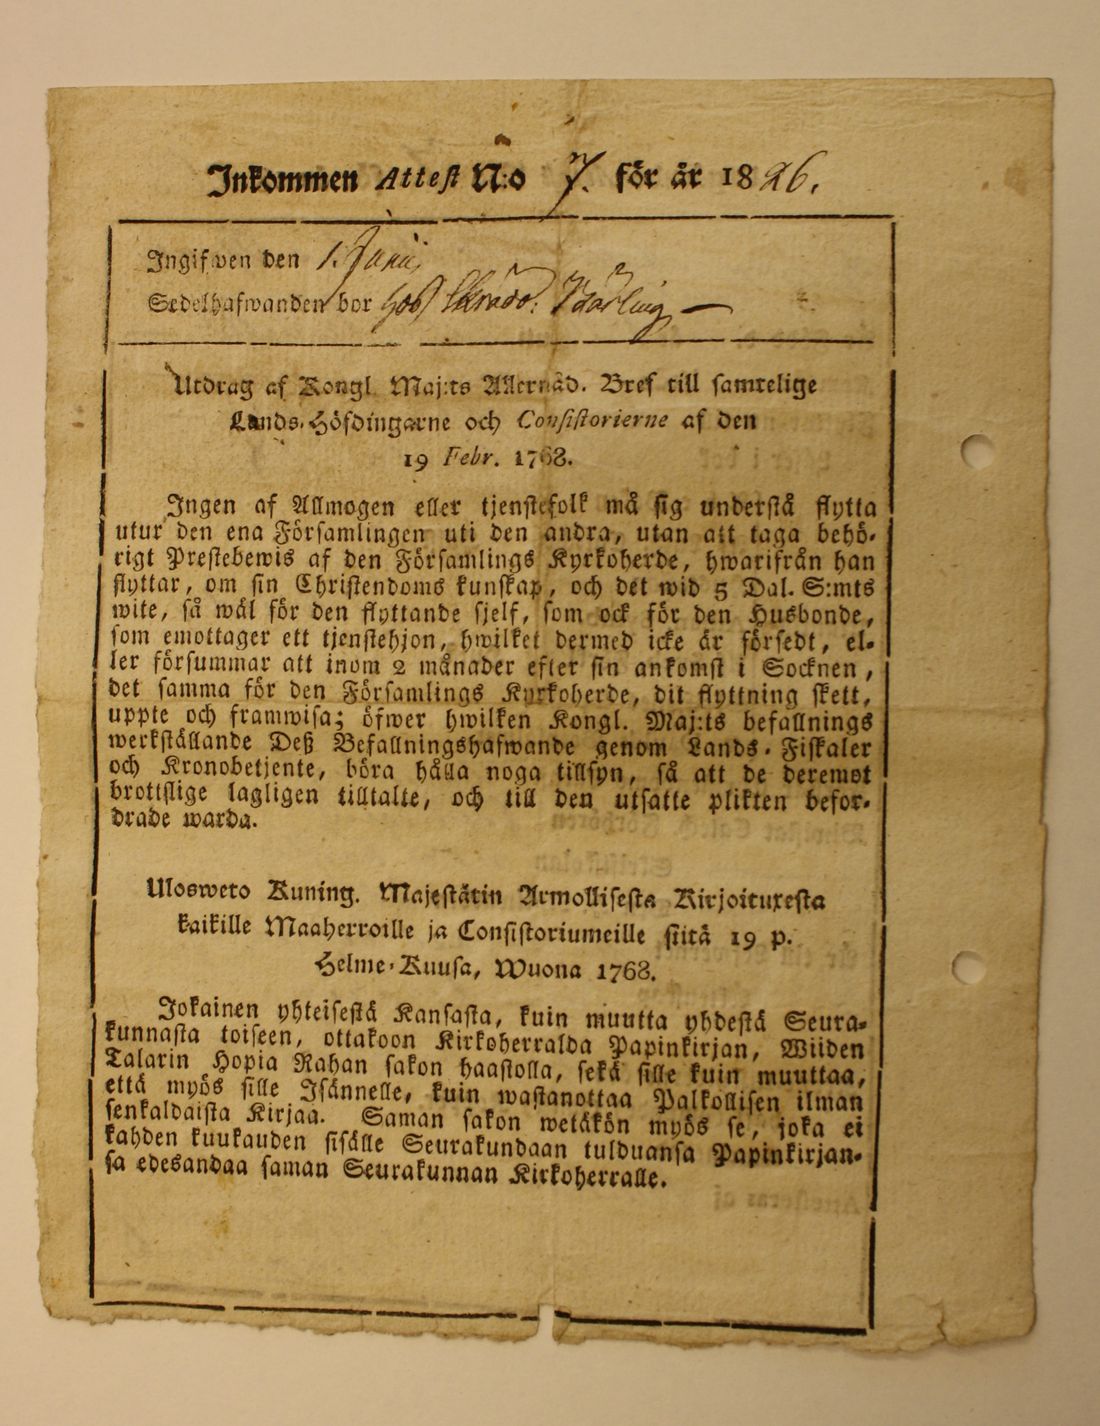 Inkommen Attest N:o 7. för år 1826.
Ingifwen den 1. Junii
Sedelhafwanden bor hos
Utdrag af Kongl. Maj:ts Allernåd. Bref till samtelige
Lands-Höfdingarne och Consistorierne af den
19 Febr. 1768.
Ingen af Allmogen eller tjenstefolk må sig understå flytta
utur den ena Församlingen uti den andra, utan att taga behö-
rigt Prestebewis af den Församlings Kyrkoherde, hwarifrån han
flyttar, om sin Christendoms kunskap, och det wid 5 Dal. S:mts
wite, så wäl för den flyttande sjelf, som ock för den Husbonde,
som emottager ett tjenstehjon, hwilket dermed icke är försedt, el-
ler försummar att inom 2 månader efter sin ankomst i Socknen,
det samma för den Församlings Kyrkoherde, dit flyttning skett,
uppte och framwisa; öfwer hwilken Kongl. Maj:ts befallnings
werkställande Deß Befallningshafwande genom Lands-Fiskaler
och Kronobetjente, böra hålla noga tillsyn, så att de deremot
brottslige lagligen tilltalte, och till den utsatte plikten befor-
drade warda.
Ulosweto Kuning. Majestätin Armollisesta Kirjoituxesta
kaikille Maaherroille ja Consistoriumeille siitä 19 p.
Helme-Kuusa, Wuona 1768.
Jokainen yhteisestä Kansasta, kuin muutta yhdestä Seura-
kunnasta toiseen, ottakoon Kirkoherralda Papinkirjan, Wiiden
Talarin Hopia Rahan sakon haastolla, sekä sille kuin muuttaa,
että myös sille Isännelle, kuin wastanottaa Palkollisen ilman
senkaldaista Kirjaa. Saman sakon wetäkön myös se, joka ei
kahden kuukauden sisälle Seurakundaan tulduansa Papinkirjan-
sa edesandaa saman Seurakunnan Kirkoherralle.